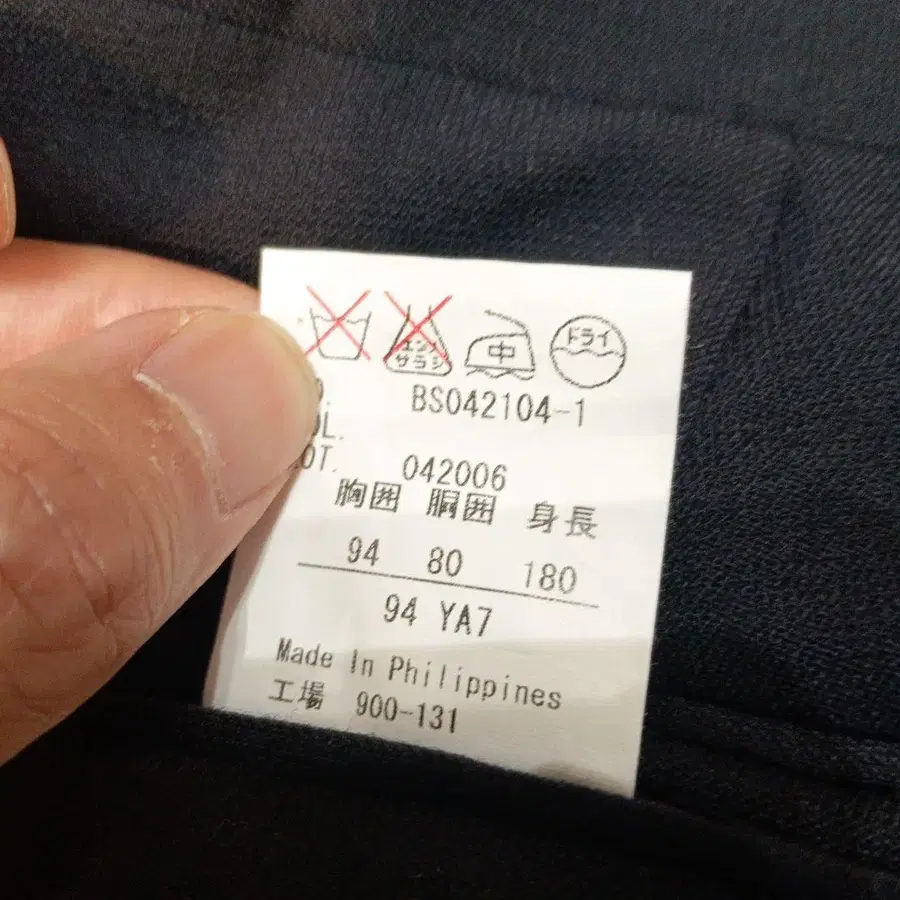 エンソ
サラシ
中
ドライ
BS042104-1
042006
胸囲 胴囲 身長
94 80 180
94 YA7
Made In Philippines
工場 900-131